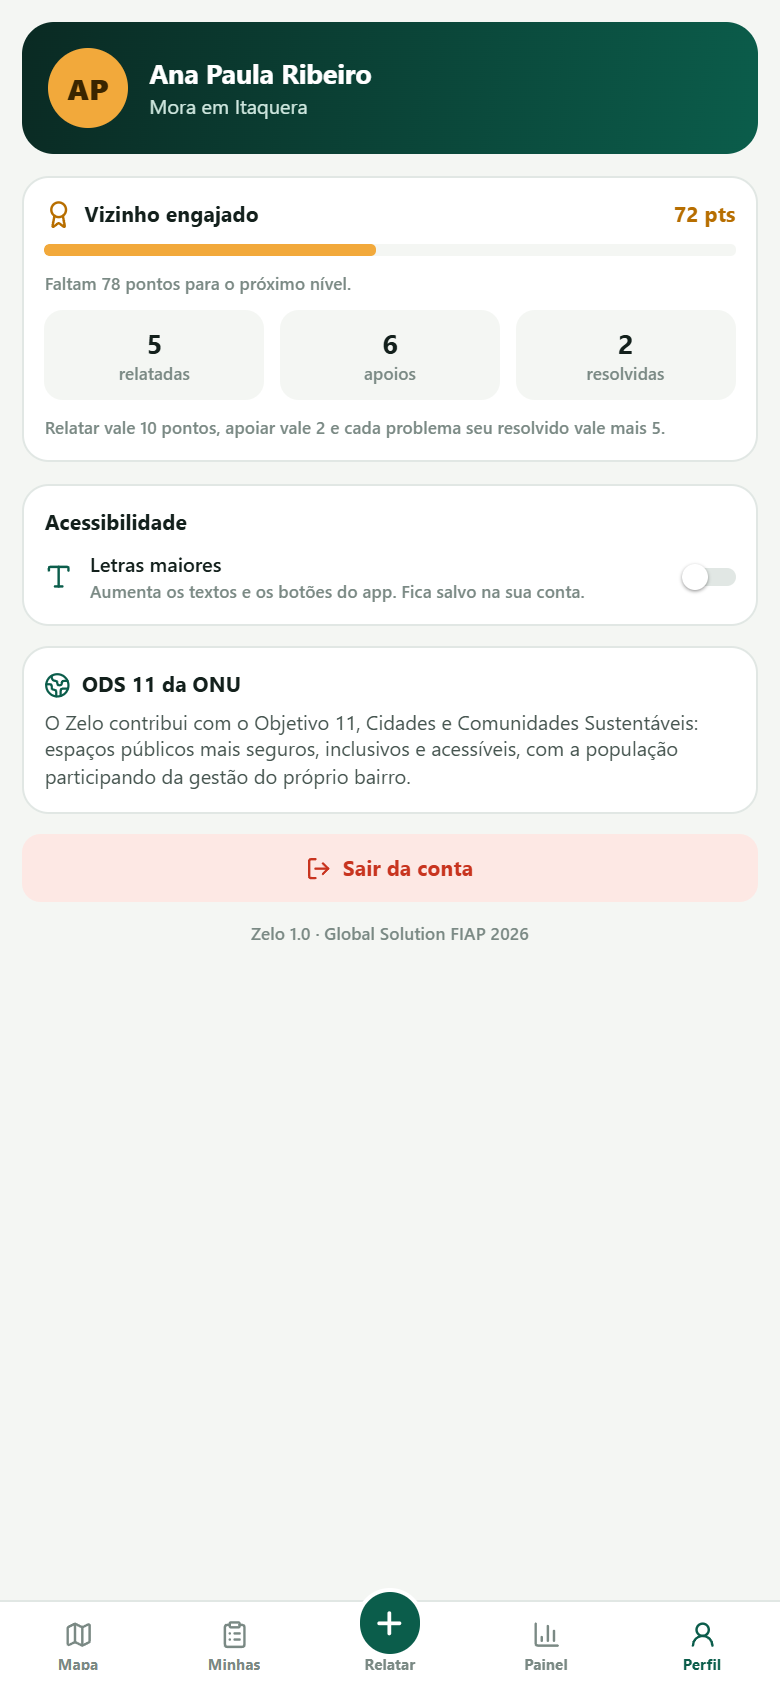 AP
Ana Paula Ribeiro
Mora em Itaquera
Vizinho engajado
72 pts
Faltam 78 pontos para o próximo nível.
5
relatadas
6
apoios
2
resolvidas
Relatar vale 10 pontos, apoiar vale 2 e cada problema seu resolvido vale mais 5.
Acessibilidade
Letras maiores
Aumenta os textos e os botões do app. Fica salvo na sua conta.
ODS 11 da ONU
O Zelo contribui com o Objetivo 11, Cidades e Comunidades Sustentáveis:
espaços públicos mais seguros, inclusivos e acessíveis, com a população
participando da gestão do próprio bairro.
Sair da conta
Zelo 1.0 · Global Solution FIAP 2026
Mapa
Minhas
Relatar
Painel
Perfil